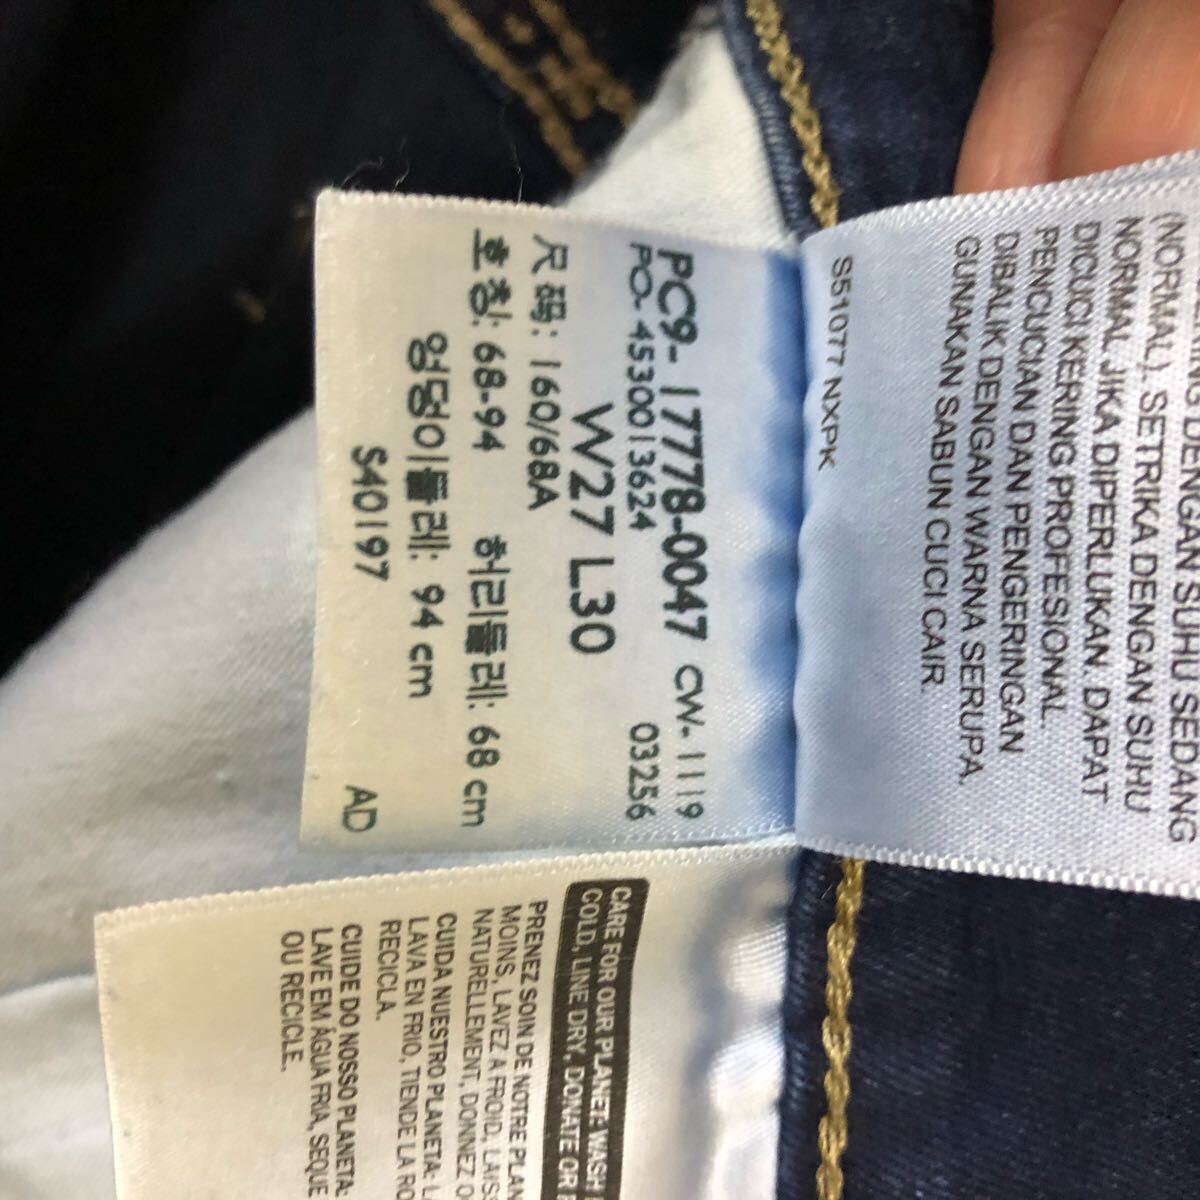 PC9-17778-0047 CW-1119
PO-4530013624 03256
W27 L30
尺码: 160/68A
호칭: 68-94 허리둘레: 68 cm
엉덩이둘레: 94 cm
S40197 AD
(NORMAL). SETRIKA DENGAN SUHU SEDANG
NORMAL. JIKA DIPERLUKAN. DAPAT
DICUCI KERING PROFESIONAL.
PENCUCIAN DAN PENGERINGAN
DIBALIK DENGAN WARNA SERUPA.
GUNAKAN SABUN CUCI CAIR.
S51077 NXPK
CARE FOR OUR PLANET: WASH
COLD, LINE DRY, DONATE OR
PRENEZ SOIN DE NOTRE
MOINS, LAVEZ A FROID,
NATURELLEMENT, DONNEZ
CUIDA NUESTRO PLANETA:
LAVA EN FRIO, TIENDE LA
RECICLA.
CUIDE DO NOSSO PLANETA:
LAVE EM ÁGUA FRIA, SEQUE
OU RECICLE.